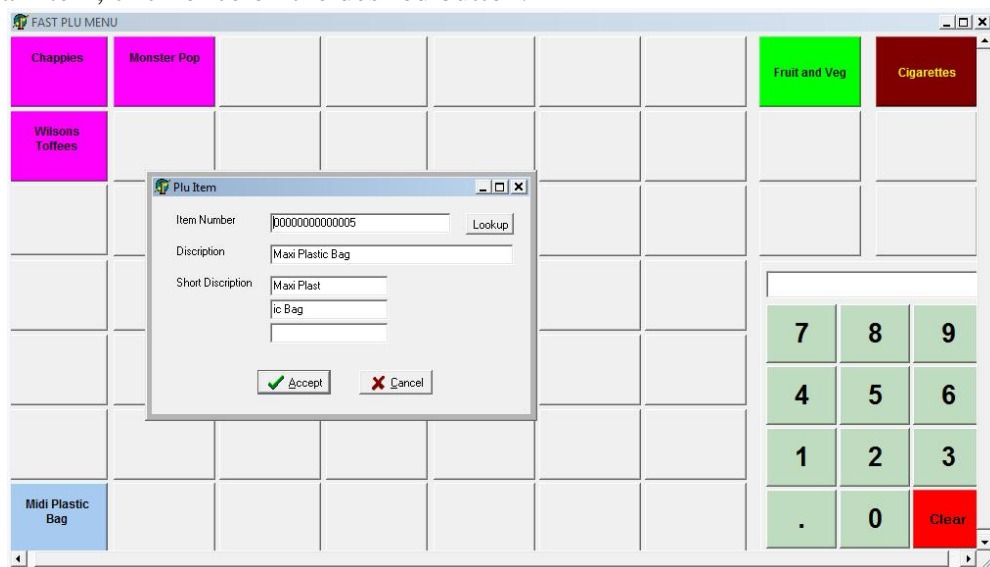 FAST PLU MENU
Chappies
Monster Pop
Fruit and Veg
Cigarettes
Wilsons
Toffees
Plu Item
Item Number
00000000000005
Lookup
Discription
Maxi Plastic Bag
Short Discription
Maxi Plast
ic Bag
Accept
Cancel
7 8 9
4 5 6
1 2 3
Midi Plastic
Bag
. 0 Clear